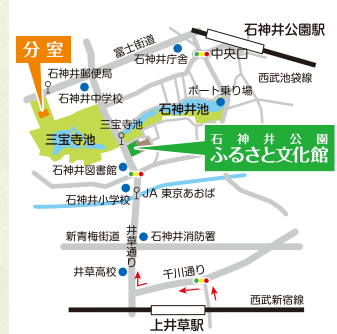 石神井公園駅
分室
富士街道
石神井庁舎
中央口
石神井郵便局
西武池袋線
石神井中学校
ボート乗り場
石神井池
三宝寺池
三宝寺池
石神井公園
ふるさと文化館
石神井図書館
JA 東京あおば
石神井小学校
井草通り
新青梅街道
石神井消防署
井草高校
千川通り
西武新宿線
上井草駅